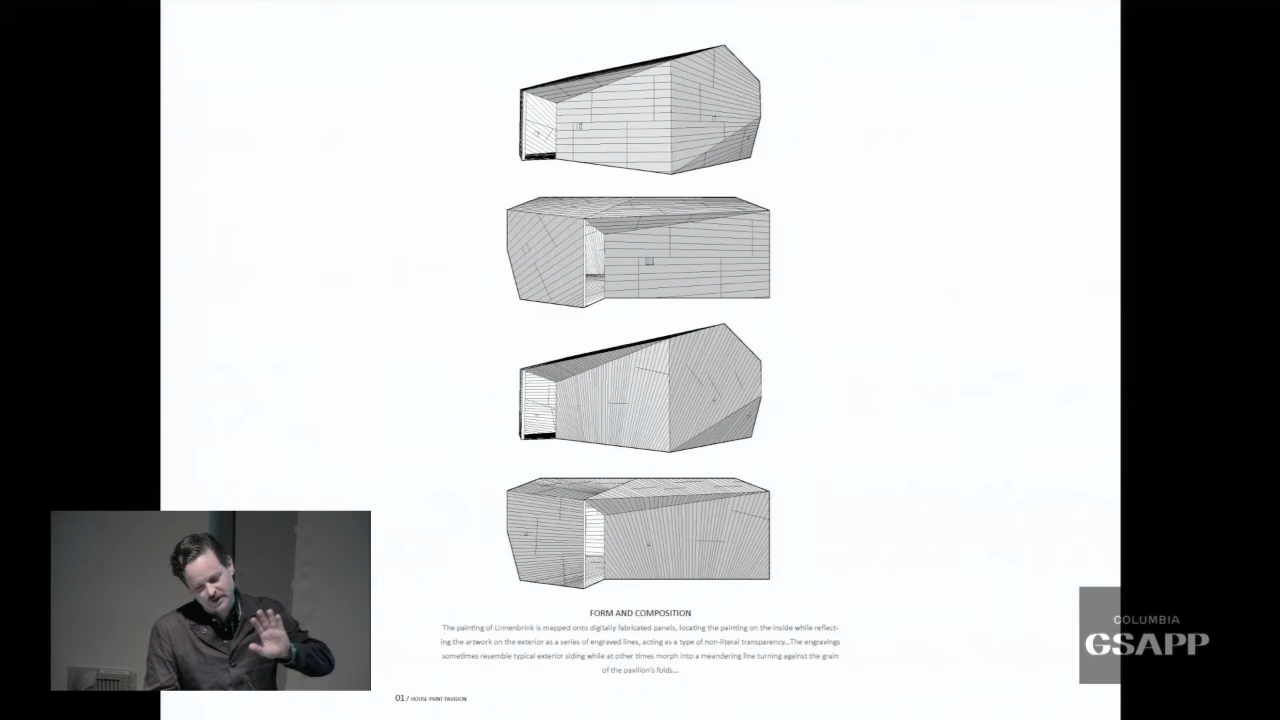 FORM AND COMPOSITION
The painting of Linnenbrink is mapped onto digitally fabricated panels, locating the painting on the inside while reflect-
ing the artwork on the exterior as a series of engraved lines, acting as a type of non-literal transparency...The engravings
sometimes resemble typical exterior siding while at other times morph into a meandering line turning against the grain
of the pavilion's folds...
01 / HOUSE PAINT PAVILION
COLUMBIA
GSAPP